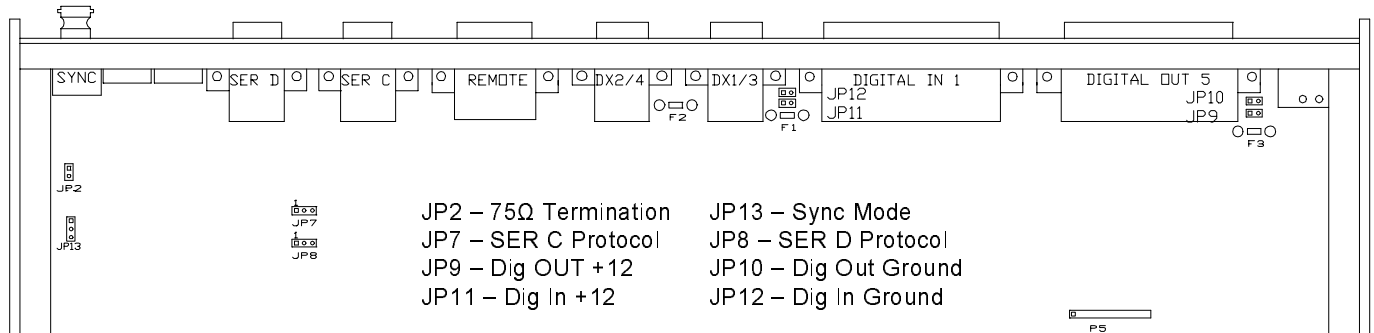 SYNC SER D SER C REMOTE DX2/4 DX1/3 DIGITAL IN 1 DIGITAL OUT 5
JP12 JP10
F2 JP11 JP9
F1
F3
JP2
1
JP7
JP13
1
JP8
JP2 – 75Ω Termination JP13 – Sync Mode
JP7 – SER C Protocol JP8 – SER D Protocol
JP9 – Dig OUT +12 JP10 – Dig Out Ground
JP11 – Dig In +12 JP12 – Dig In Ground
P5